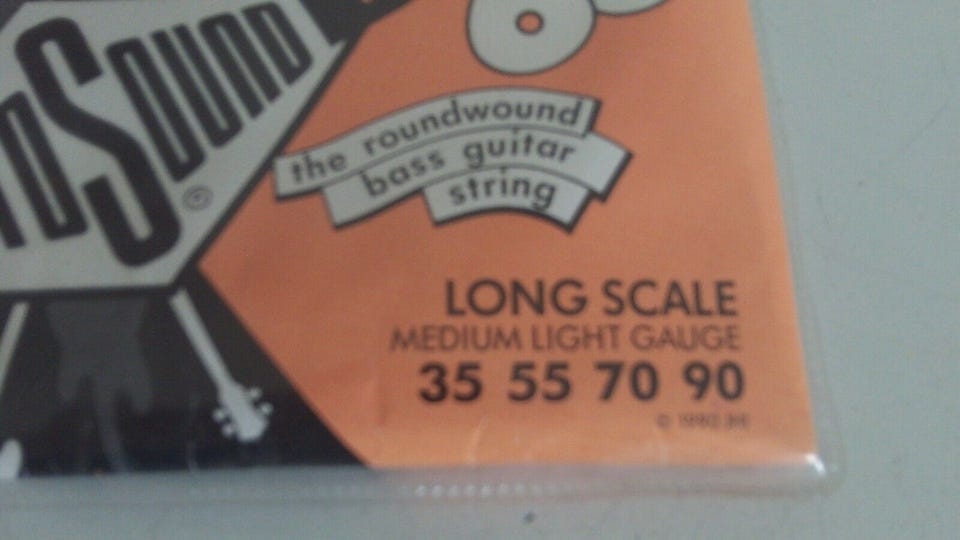 SOUND
®
the roundwound
bass guitar
string
LONG SCALE
MEDIUM LIGHT GAUGE
35 55 70 90
©